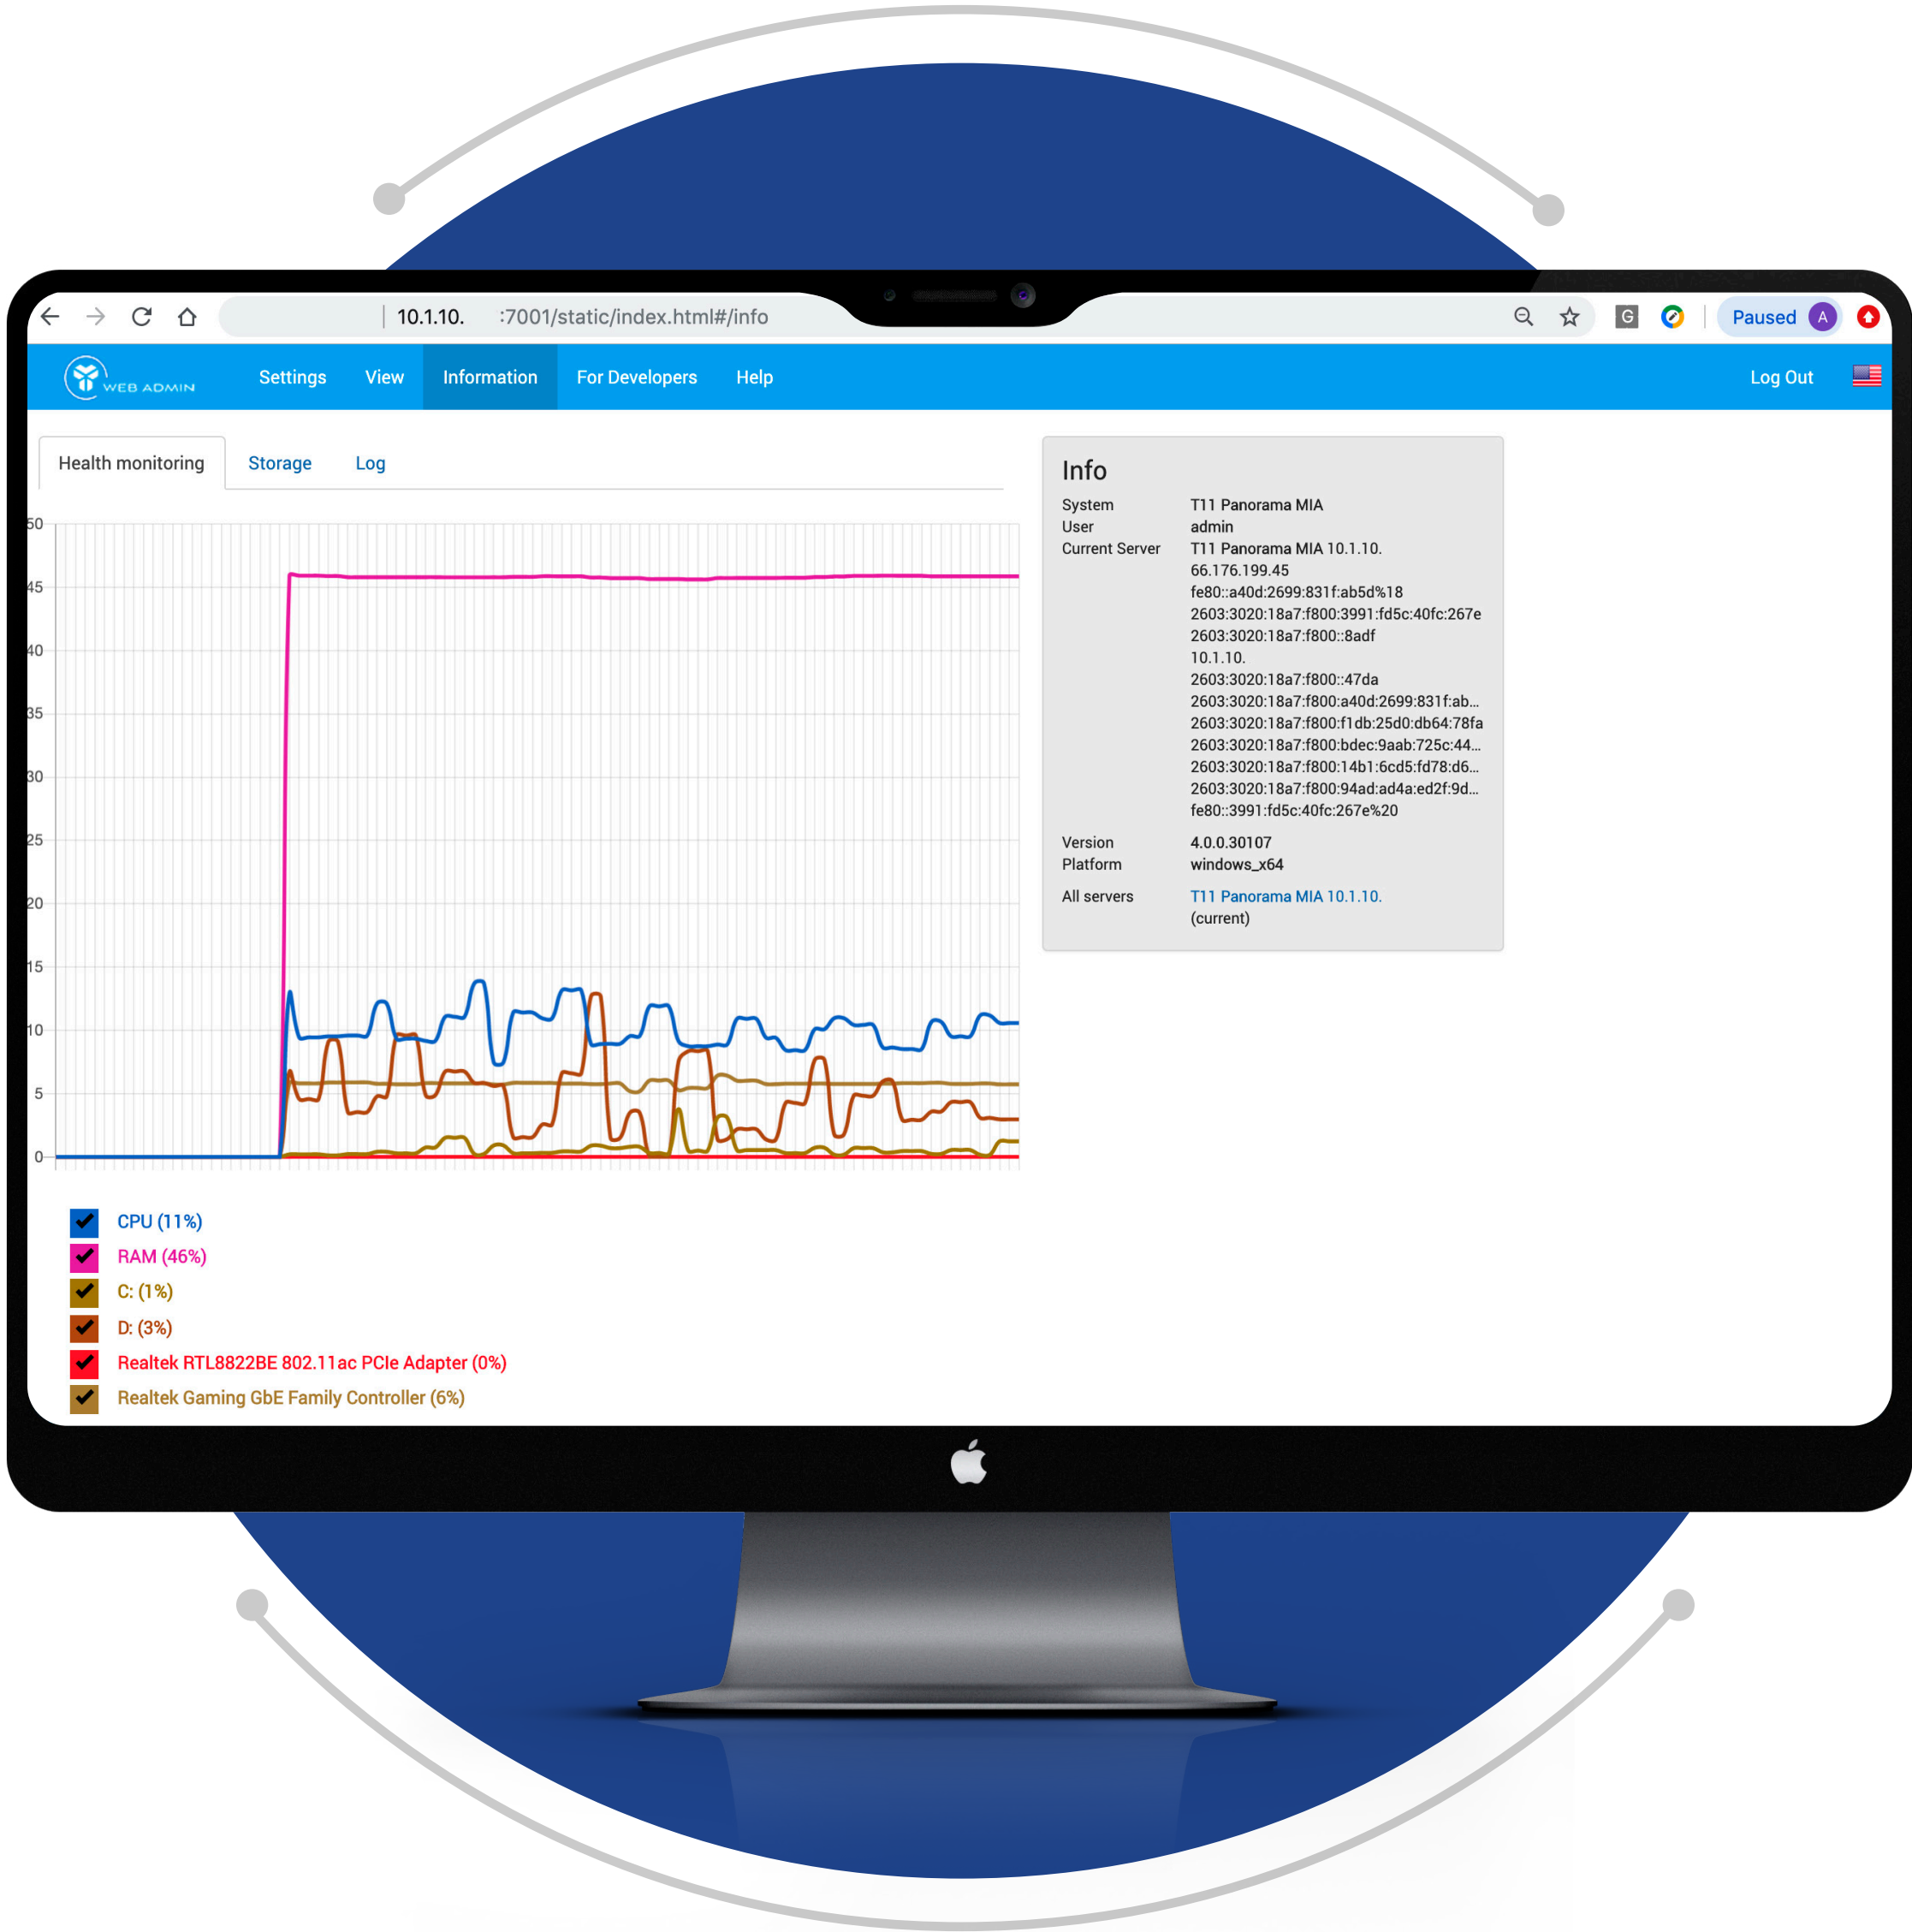 10.1.10. :7001/static/index.html#/info
G
Paused A
WEB ADMIN Settings View Information For Developers Help Log Out
Health monitoring Storage Log
50
45
40
35
30
25
20
15
10
5
0
CPU (11%)
RAM (46%)
C: (1%)
D: (3%)
Realtek RTL8822BE 802.11ac PCIe Adapter (0%)
Realtek Gaming GbE Family Controller (6%)
Info
System T11 Panorama MIA
User admin
Current Server T11 Panorama MIA 10.1.10.
66.176.199.45
fe80::a40d:2699:831f:ab5d%18
2603:3020:18a7:f800:3991:fd5c:40fc:267e
2603:3020:18a7:f800::8adf
10.1.10.
2603:3020:18a7:f800::47da
2603:3020:18a7:f800:a40d:2699:831f:ab...
2603:3020:18a7:f800:f1db:25d0:db64:78fa
2603:3020:18a7:f800:bdec:9aab:725c:44...
2603:3020:18a7:f800:14b1:6cd5:fd78:d6...
2603:3020:18a7:f800:94ad:ad4a:ed2f:9d...
fe80::3991:fd5c:40fc:267e%20
Version 4.0.0.30107
Platform windows_x64
All servers T11 Panorama MIA 10.1.10.
(current)